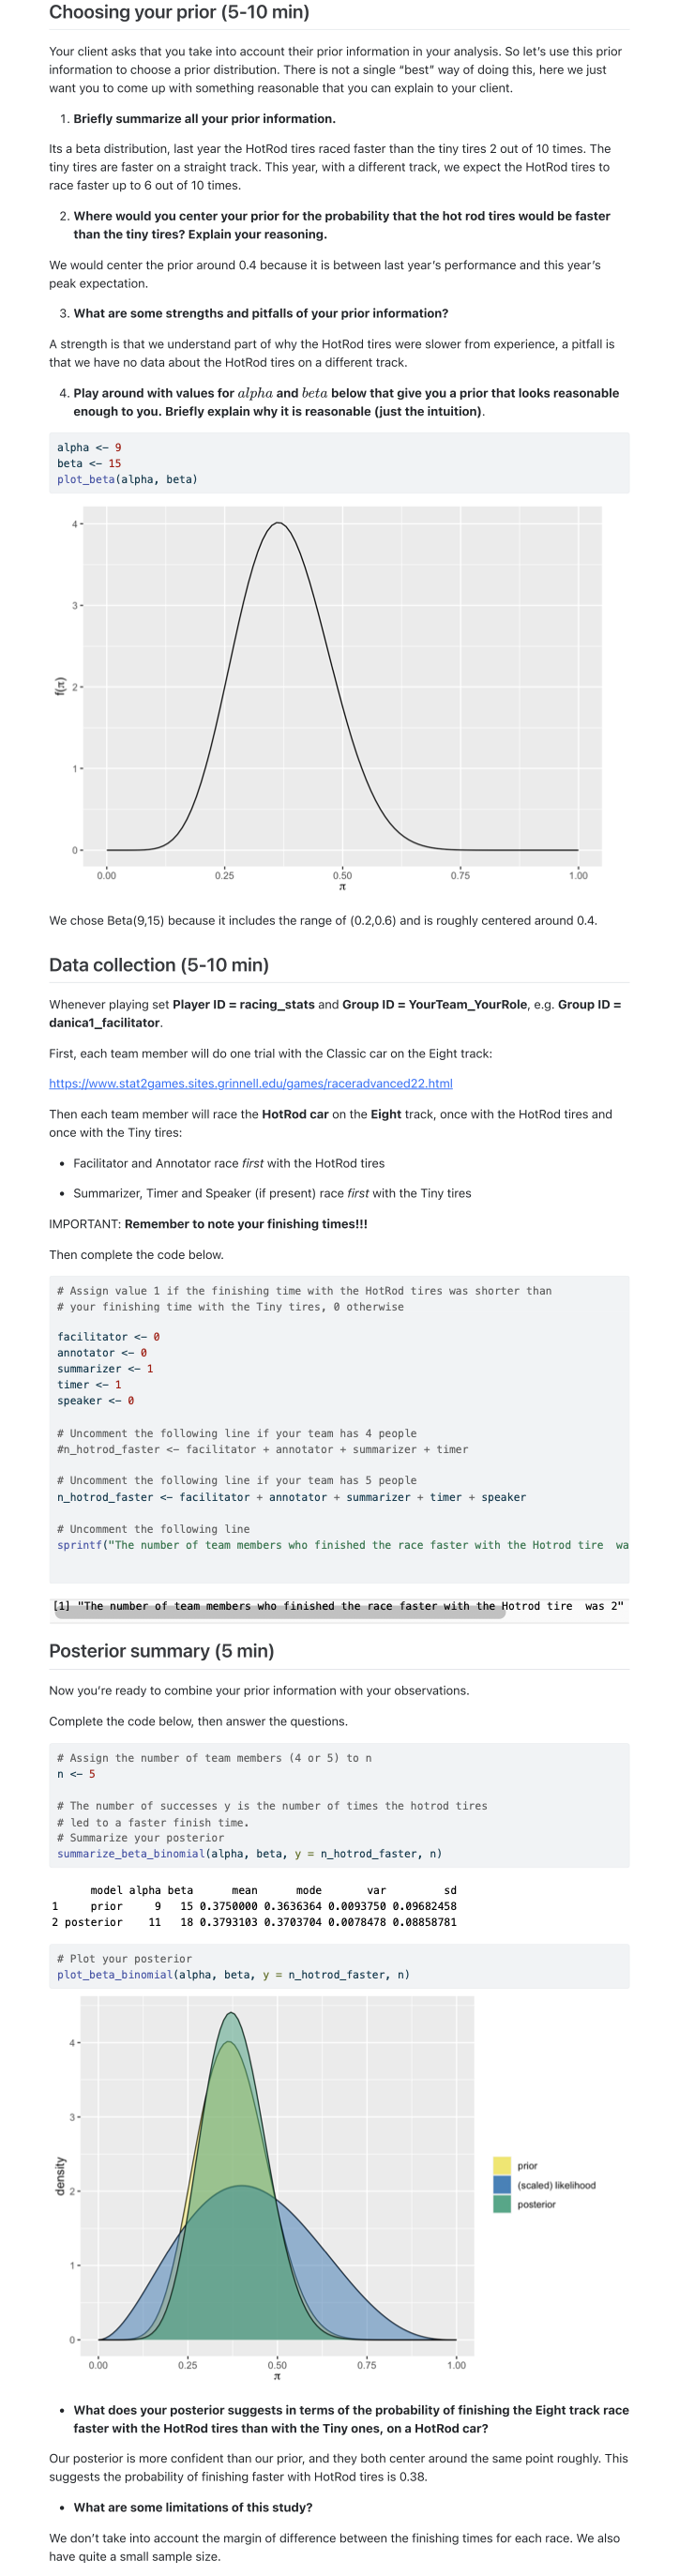 Choosing your prior (5-10 min)
Your client asks that you take into account their prior information in your analysis. So let's use this prior
information to choose a prior distribution. There is not a single "best" way of doing this, here we just
want you to come up with something reasonable that you can explain to your client.
1. Briefly summarize all your prior information.
Its a beta distribution, last year the HotRod tires raced faster than the tiny tires 2 out of 10 times. The
tiny tires are faster on a straight track. This year, with a different track, we expect the HotRod tires to
race faster up to 6 out of 10 times.
2. Where would you center your prior for the probability that the hot rod tires would be faster
than the tiny tires? Explain your reasoning.
We would center the prior around 0.4 because it is between last year's performance and this year's
peak expectation.
3. What are some strengths and pitfalls of your prior information?
A strength is that we understand part of why the HotRod tires were slower from experience, a pitfall is
that we have no data about the HotRod tires on a different track.
4. Play around with values for alpha and beta below that give you a prior that looks reasonable
enough to you. Briefly explain why it is reasonable (just the intuition).
alpha <- 9
beta <- 15
plot_beta(alpha, beta)
4
3
f(π)
2
1
0
0.00 0.25 0.50 0.75 1.00
π
We chose Beta(9,15) because it includes the range of (0.2,0.6) and is roughly centered around 0.4.
Data collection (5-10 min)
Whenever playing set Player ID = racing_stats and Group ID = YourTeam_YourRole, e.g. Group ID =
danica1_facilitator.
First, each team member will do one trial with the Classic car on the Eight track:
https://www.stat2games.sites.grinnell.edu/games/raceradvanced22.html
Then each team member will race the HotRod car on the Eight track, once with the HotRod tires and
once with the Tiny tires:
• Facilitator and Annotator race first with the HotRod tires
• Summarizer, Timer and Speaker (if present) race first with the Tiny tires
IMPORTANT: Remember to note your finishing times!!!
Then complete the code below.
# Assign value 1 if the finishing time with the HotRod tires was shorter than
# your finishing time with the Tiny tires, 0 otherwise
facilitator <- 0
annotator <- 0
summarizer <- 1
timer <- 1
speaker <- 0
# Uncomment the following line if your team has 4 people
#n_hotrod_faster <- facilitator + annotator + summarizer + timer
# Uncomment the following line if your team has 5 people
n_hotrod_faster <- facilitator + annotator + summarizer + timer + speaker
# Uncomment the following line
sprintf("The number of team members who finished the race faster with the Hotrod tire  wa
[1] "The number of team members who finished the race faster with the Hotrod tire  was 2"
Posterior summary (5 min)
Now you're ready to combine your prior information with your observations.
Complete the code below, then answer the questions.
# Assign the number of team members (4 or 5) to n
n <- 5
# The number of successes y is the number of times the hotrod tires
# led to a faster finish time.
# Summarize your posterior
summarize_beta_binomial(alpha, beta, y = n_hotrod_faster, n)
model alpha beta mean mode var sd
1 prior 9 15 0.3750000 0.3636364 0.0093750 0.09682458
2 posterior 11 18 0.3793103 0.3703704 0.0078478 0.08858781
# Plot your posterior
plot_beta_binomial(alpha, beta, y = n_hotrod_faster, n)
4
3
density
2
1
0
0.00 0.25 0.50 0.75 1.00
π
prior
(scaled) likelihood
posterior
• What does your posterior suggests in terms of the probability of finishing the Eight track race
faster with the HotRod tires than with the Tiny ones, on a HotRod car?
Our posterior is more confident than our prior, and they both center around the same point roughly. This
suggests the probability of finishing faster with HotRod tires is 0.38.
• What are some limitations of this study?
We don't take into account the margin of difference between the finishing times for each race. We also
have quite a small sample size.